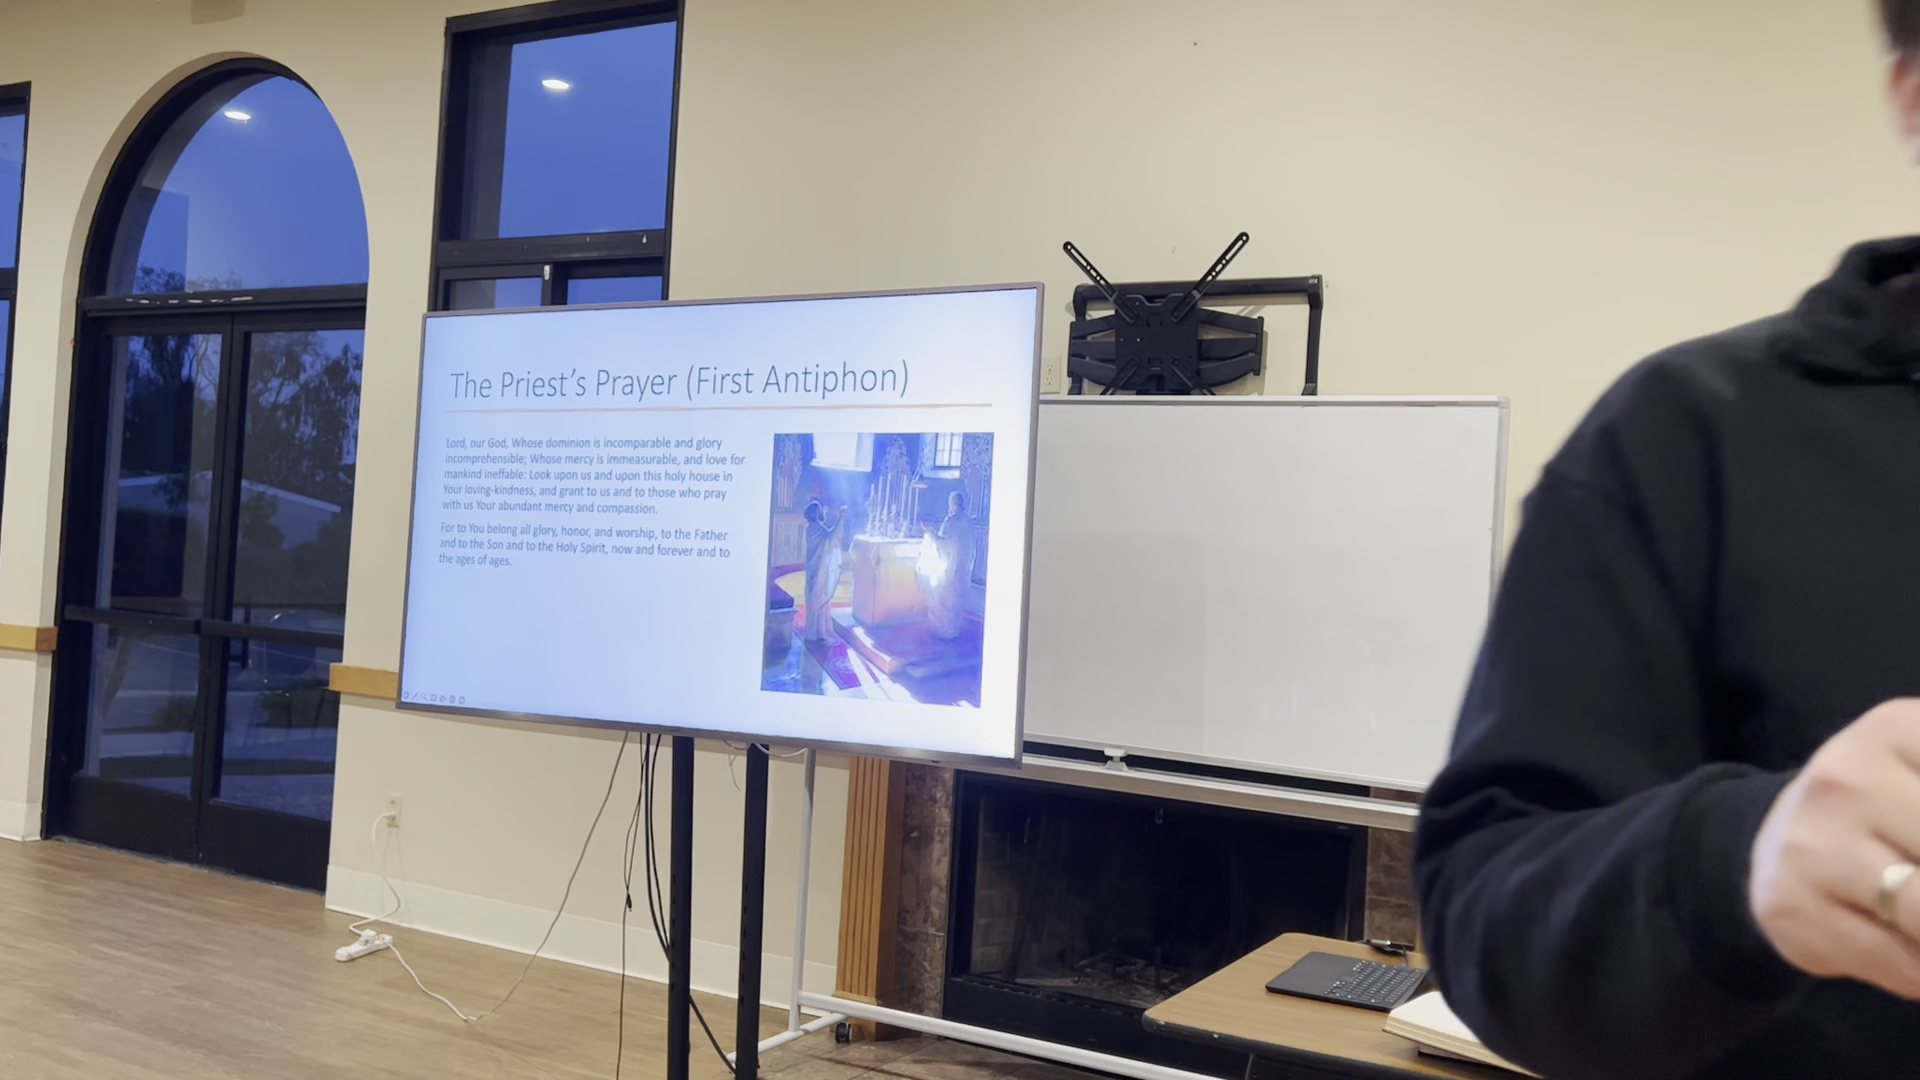 The Priest's Prayer (First Antiphon)
Lord, our God, Whose dominion is incomparable and glory
incomprehensible; Whose mercy is immeasurable, and love for
mankind ineffable: Look upon us and upon this holy house in
Your loving-kindness, and grant to us and to those who pray
with us Your abundant mercy and compassion.
For to You belong all glory, honor, and worship, to the Father
and to the Son and to the Holy Spirit, now and forever and to
the ages of ages.